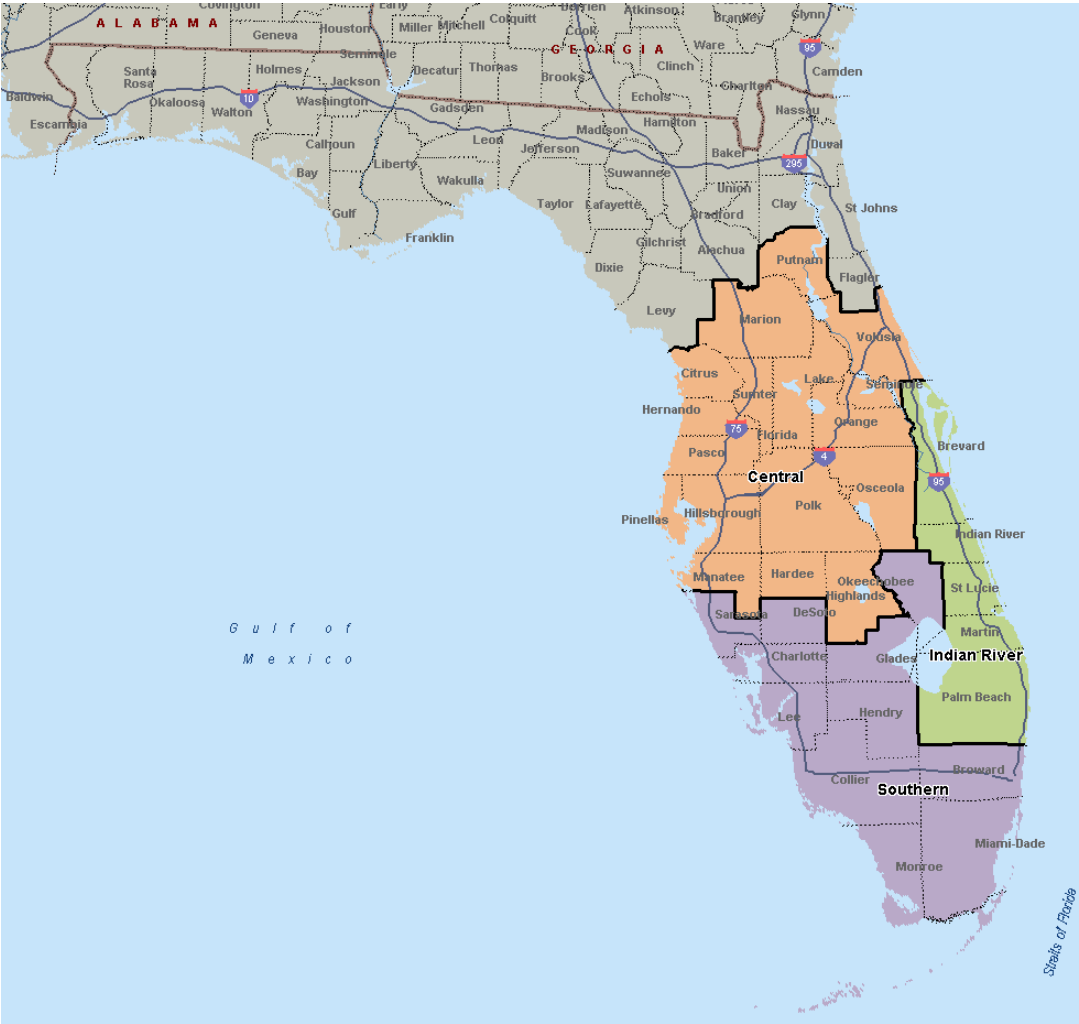 Covington
Early
Colquitt
Derrien
Atkinson
Brantley
Glynn
A L A B A M A
Geneva
Houston
Miller
Mitchell
Cook
Ware
G E O R G I A
95
Seminole
Decatur
Thomas
Brooks
Clinch
Camden
Santa
Rosa
Holmes
Jackson
Charlton
Baldwin
Okaloosa
10
Walton
Washington
Gadsden
Echols
Nassau
Escambia
Calhoun
Leon
Jefferson
Madison
Hamilton
Baker
Duval
295
Bay
Liberty
Wakulla
Suwannee
Union
Gulf
Franklin
Taylor
Lafayette
Bradford
Clay
St Johns
Gilchrist
Alachua
Dixie
Putnam
Flagler
Levy
Marion
Volusia
Citrus
Lake
Seminole
Sumter
Hernando
Orange
75
Florida
Pasco
4
Brevard
Central
95
Osceola
Polk
Pinellas
Hillsborough
Indian River
Manatee
Hardee
Okeechobee
Highlands
St Lucie
Sarasota
DeSoto
Gulf of
Mexico
Martin
Charlotte
Glades
Indian River
Palm Beach
Lee
Hendry
Broward
Collier
Southern
Miami-Dade
Monroe
Straits of Florida